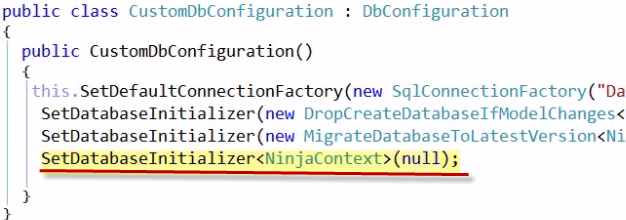 public class CustomDbConfiguration : DbConfiguration
{
public CustomDbConfiguration()
{
this.SetDefaultConnectionFactory(new SqlConnectionFactory("Da
SetDatabaseInitializer(new DropCreateDatabaseIfModelChanges<
SetDatabaseInitializer(new MigrateDatabaseToLatestVersion<Ni
SetDatabaseInitializer<NinjaContext>(null);
}
}